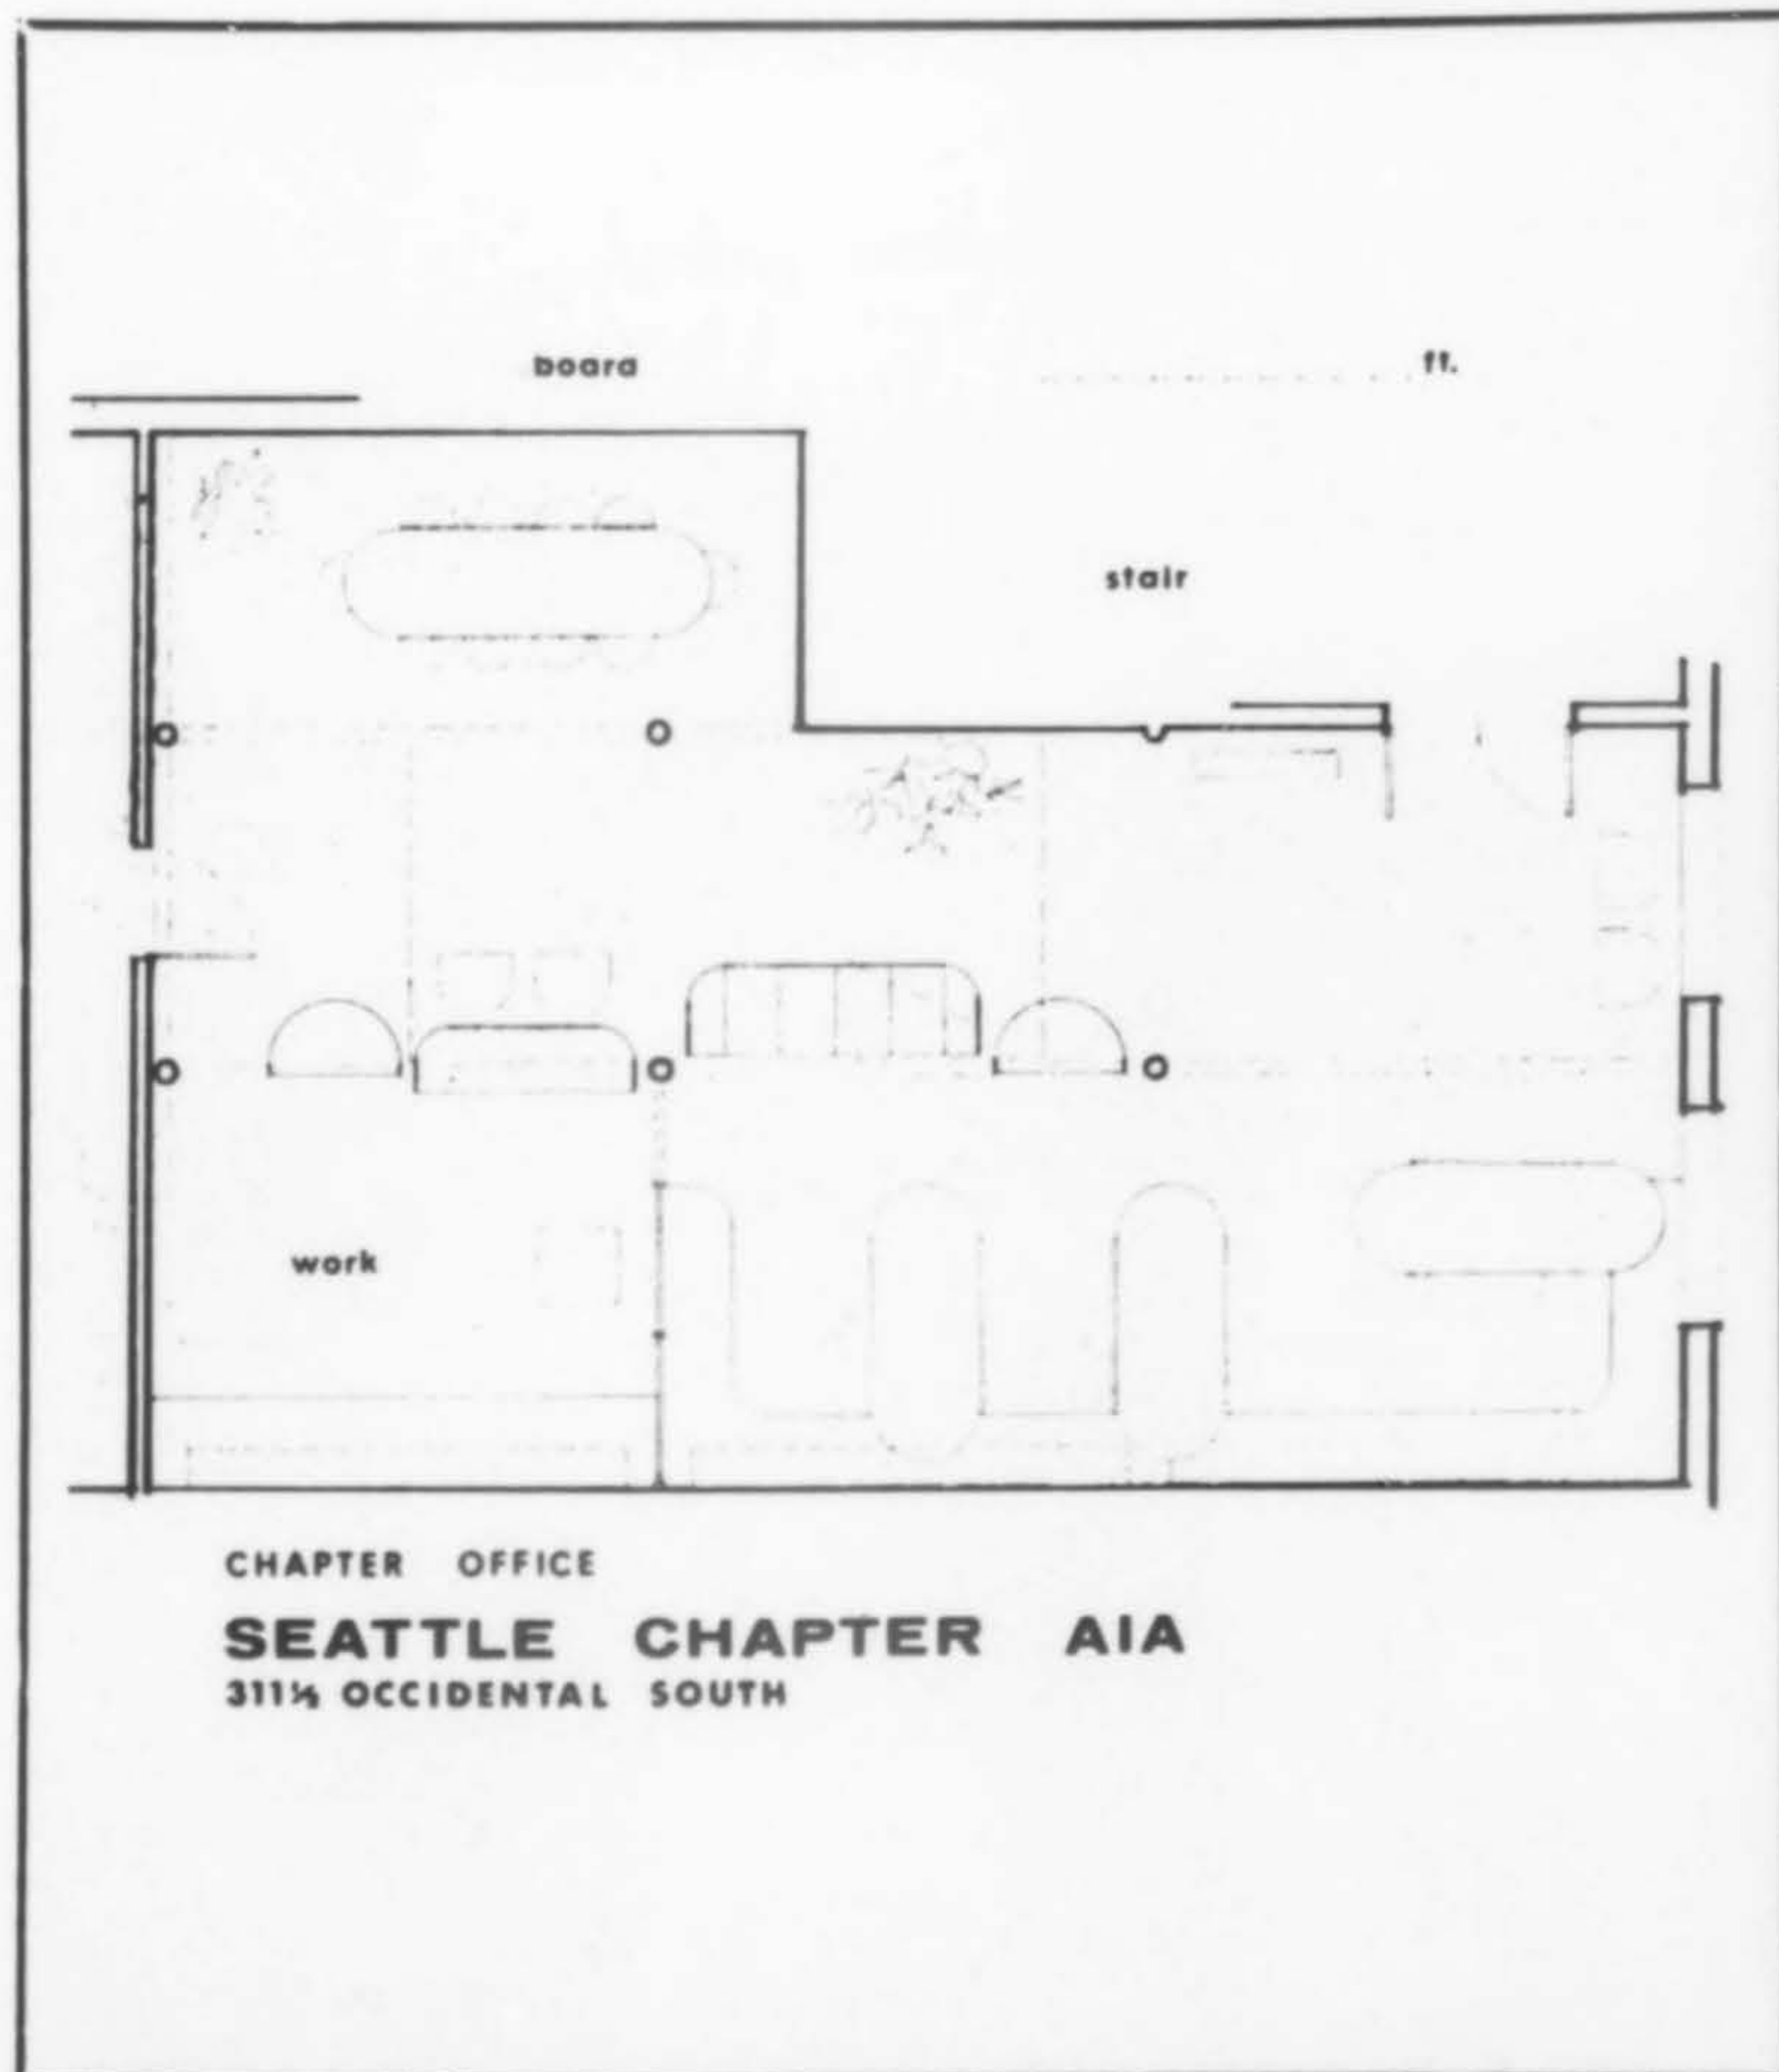 board
ft.
stair
work
CHAPTER OFFICE
SEATTLE CHAPTER AIA
311½ OCCIDENTAL SOUTH